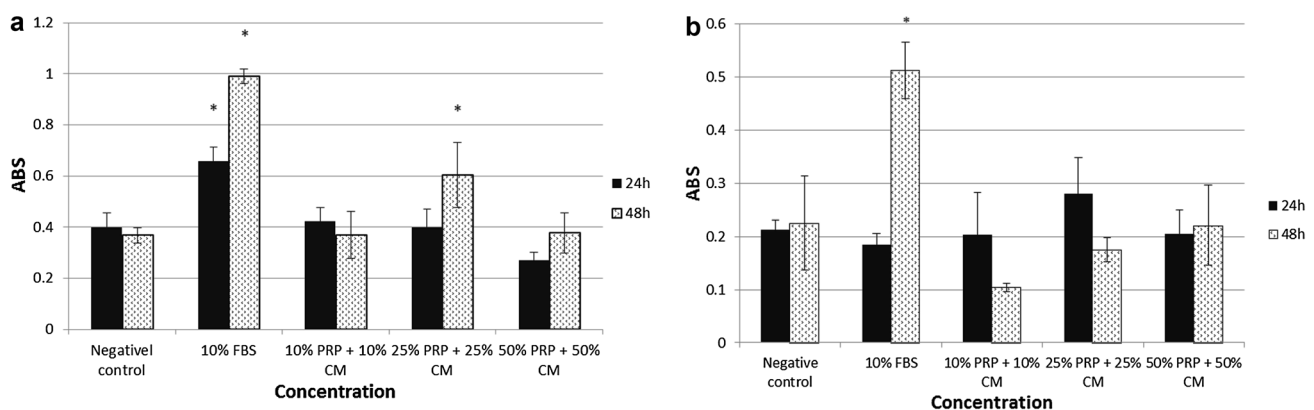 a
1.2
1
0.8
0.6
0.4
0.2
0
ABS
*
*
*
24h
48h
Negativel control
10% FBS
10% PRP + 10% CM
25% PRP + 25% CM
50% PRP + 50% CM
Concentration
b
0.6
0.5
0.4
0.3
0.2
0.1
0
ABS
*
24h
48h
Negative control
10% FBS
10% PRP + 10% CM
25% PRP + 25% CM
50% PRP + 50% CM
Concentration